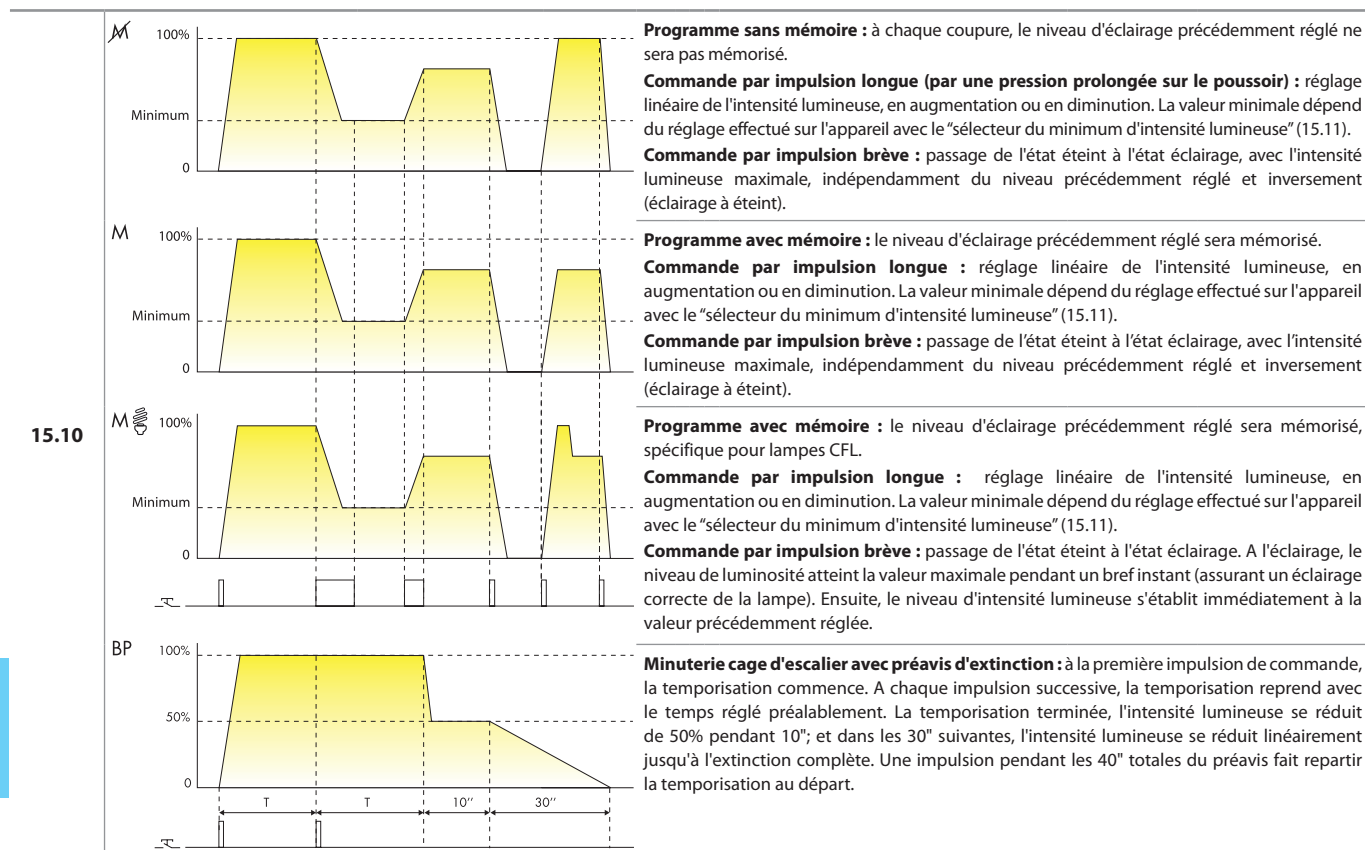 M
100%
Minimum
0
Programme sans mémoire : à chaque coupure, le niveau d'éclairage précédemment réglé ne
sera pas mémorisé.
Commande par impulsion longue (par une pression prolongée sur le poussoir) : réglage
linéaire de l'intensité lumineuse, en augmentation ou en diminution. La valeur minimale dépend
du réglage effectué sur l'appareil avec le “sélecteur du minimum d'intensité lumineuse” (15.11).
Commande par impulsion brève : passage de l'état éteint à l'état éclairage, avec l'intensité
lumineuse maximale, indépendamment du niveau précédemment réglé et inversement
(éclairage à éteint).
M
100%
Minimum
0
Programme avec mémoire : le niveau d'éclairage précédemment réglé sera mémorisé.
Commande par impulsion longue : réglage linéaire de l'intensité lumineuse, en
augmentation ou en diminution. La valeur minimale dépend du réglage effectué sur l'appareil
avec le “sélecteur du minimum d'intensité lumineuse” (15.11).
Commande par impulsion brève : passage de l’état éteint à l’état éclairage, avec l’intensité
lumineuse maximale, indépendamment du niveau précédemment réglé et inversement
(éclairage à éteint).
15.10
M
100%
Minimum
0
Programme avec mémoire : le niveau d'éclairage précédemment réglé sera mémorisé,
spécifique pour lampes CFL.
Commande par impulsion longue : réglage linéaire de l'intensité lumineuse, en
augmentation ou en diminution. La valeur minimale dépend du réglage effectué sur l'appareil
avec le “sélecteur du minimum d'intensité lumineuse” (15.11).
Commande par impulsion brève : passage de l'état éteint à l'état éclairage. A l'éclairage, le
niveau de luminosité atteint la valeur maximale pendant un bref instant (assurant un éclairage
correcte de la lampe). Ensuite, le niveau d'intensité lumineuse s'établit immédiatement à la
valeur précédemment réglée.
BP
100%
50%
0
T
T
10''
30''
Minuterie cage d'escalier avec préavis d'extinction : à la première impulsion de commande,
la temporisation commence. A chaque impulsion successive, la temporisation reprend avec
le temps réglé préalablement. La temporisation terminée, l'intensité lumineuse se réduit
de 50% pendant 10"; et dans les 30" suivantes, l'intensité lumineuse se réduit linéairement
jusqu'à l'extinction complète. Une impulsion pendant les 40" totales du préavis fait repartir
la temporisation au départ.